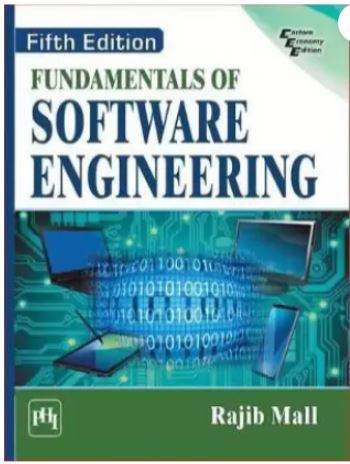 Fifth Edition
Eastern
Economy
Edition
FUNDAMENTALS OF
SOFTWARE
ENGINEERING
PHI
Rajib Mall